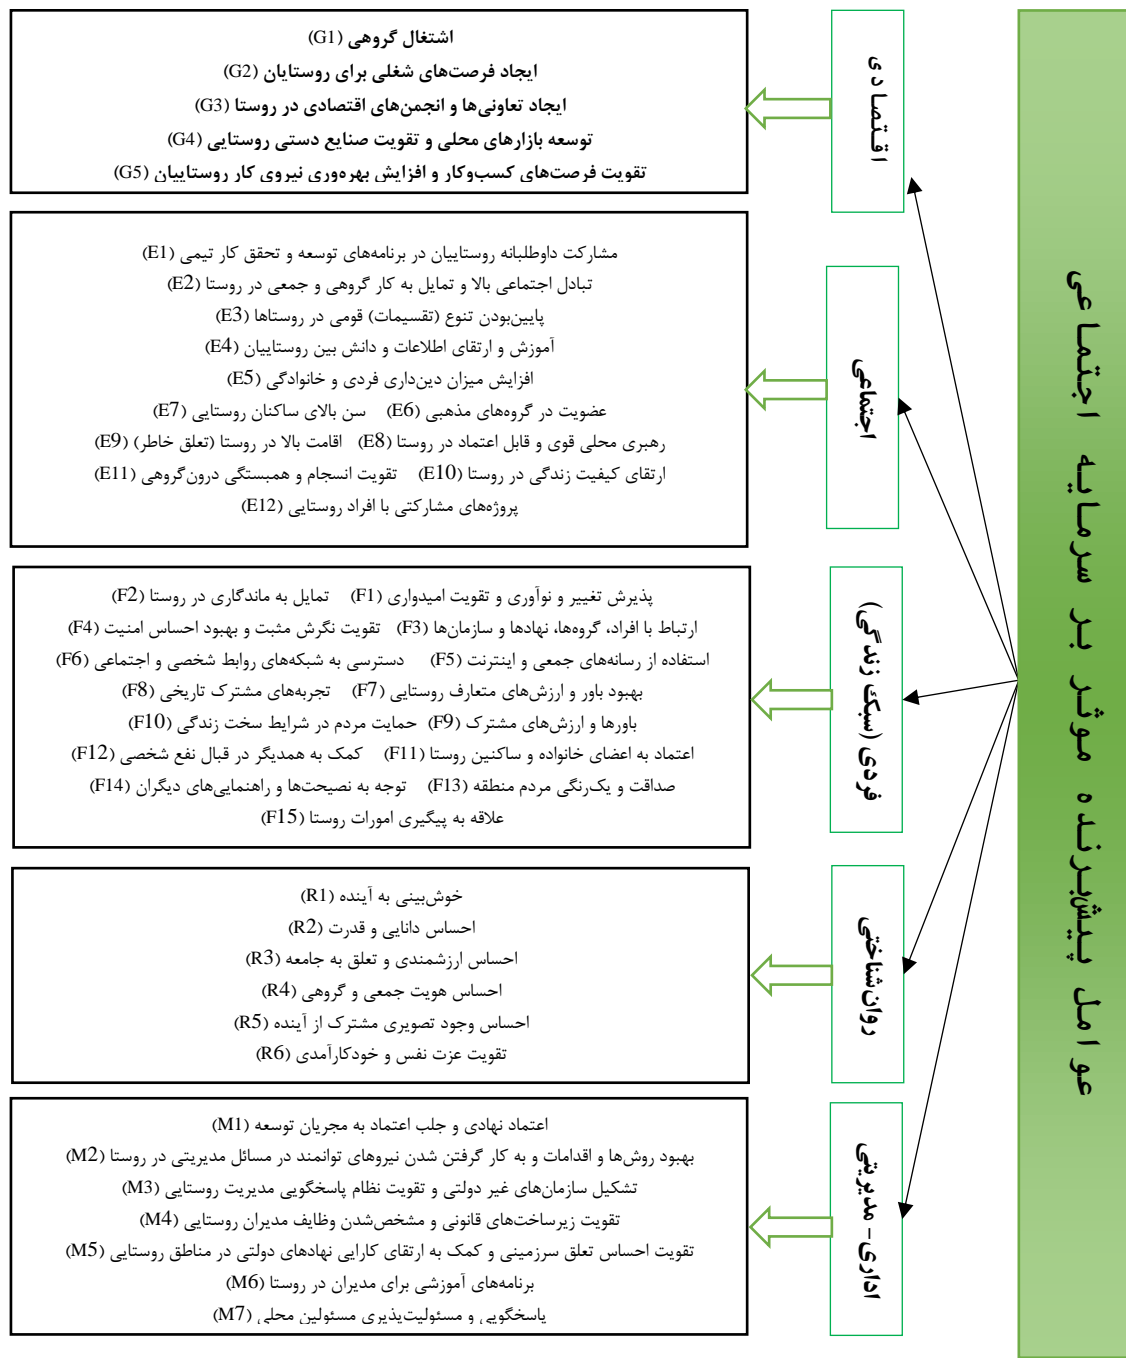 عوامل پیش‌برنده موثر بر سرمایه اجتماعی
اقتصادی
اشتغال گروهی (G1)
ایجاد فرصت‌های شغلی برای روستایان (G2)
ایجاد تعاونی‌ها و انجمن‌های اقتصادی در روستا (G3)
توسعه بازارهای محلی و تقویت صنایع دستی روستایی (G4)
تقویت فرصت‌های کسب‌وکار و افزایش بهره‌وری نیروی کار روستاییان (G5)
اجتماعی
مشارکت داوطلبانه روستاییان در برنامه‌های توسعه و تحقق کار تیمی (E1)
تبادل اجتماعی بالا و تمایل به کار گروهی و جمعی در روستا (E2)
پایین‌بودن تنوع (تقسیمات) قومی در روستاها (E3)
آموزش و ارتقای اطلاعات و دانش بین روستاییان (E4)
افزایش میزان دین‌داری فردی و خانوادگی (E5)
عضویت در گروه‌های مذهبی (E6) سن بالای ساکنان روستایی (E7)
رهبری محلی قوی و قابل اعتماد در روستا (E8) اقامت بالا در روستا (تعلق خاطر) (E9)
ارتقای کیفیت زندگی در روستا (E10) تقویت انسجام و همبستگی درون‌گروهی (E11)
پروژه‌های مشارکتی با افراد روستایی (E12)
فردی (سبک زندگی)
پذیرش تغییر و نوآوری و تقویت امیدواری (F1) تمایل به ماندگاری در روستا (F2)
ارتباط با افراد، گروه‌ها، نهادها و سازمان‌ها (F3) تقویت نگرش مثبت و بهبود احساس امنیت (F4)
استفاده از رسانه‌های جمعی و اینترنت (F5) دسترسی به شبکه‌های روابط شخصی و اجتماعی (F6)
بهبود باور و ارزش‌های متعارف روستایی (F7) تجربه‌های مشترک تاریخی (F8)
باورها و ارزش‌های مشترک (F9) حمایت مردم در شرایط سخت زندگی (F10)
اعتماد به اعضای خانواده و ساکنین روستا (F11) کمک به همدیگر در قبال نفع شخصی (F12)
صداقت و یک‌رنگی مردم منطقه (F13) توجه به نصیحت‌ها و راهنمایی‌های دیگران (F14)
علاقه به پیگیری امورات روستا (F15)
روان‌شناختی
خوش‌بینی به آینده (R1)
احساس دانایی و قدرت (R2)
احساس ارزشمندی و تعلق به جامعه (R3)
احساس هویت جمعی و گروهی (R4)
احساس وجود تصویری مشترک از آینده (R5)
تقویت عزت نفس و خودکارآمدی (R6)
اداری- مدیریتی
اعتماد نهادی و جلب اعتماد به مجریان توسعه (M1)
بهبود روش‌ها و اقدامات و به کار گرفتن شدن نیروهای توانمند در مسائل مدیریتی در روستا (M2)
تشکیل سازمان‌های غیر دولتی و تقویت نظام پاسخگویی مدیریت روستایی (M3)
تقویت زیرساخت‌های قانونی و مشخص‌شدن وظایف مدیران روستایی (M4)
تقویت احساس تعلق سرزمینی و کمک به ارتقای کارایی نهادهای دولتی در مناطق روستایی (M5)
برنامه‌های آموزشی برای مدیران در روستا (M6)
پاسخگویی و مسئولیت‌پذیری مسئولین محلی (M7)